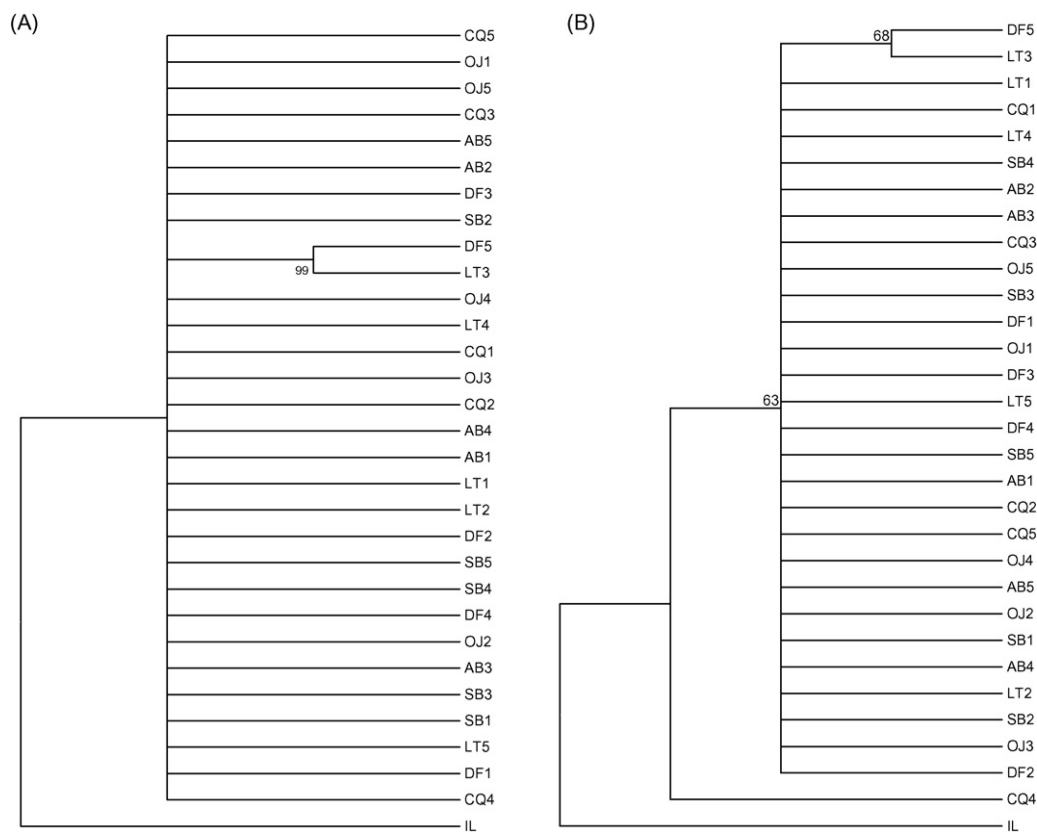 (A)
CQ5
OJ1
OJ5
CQ3
AB5
AB2
DF3
SB2
DF5
99
LT3
OJ4
LT4
CQ1
OJ3
CQ2
AB4
AB1
LT1
LT2
DF2
SB5
SB4
DF4
OJ2
AB3
SB3
SB1
LT5
DF1
CQ4
IL
(B)
DF5
68
LT3
LT1
CQ1
LT4
SB4
AB2
AB3
CQ3
OJ5
SB3
DF1
OJ1
DF3
63
LT5
DF4
SB5
AB1
CQ2
CQ5
OJ4
AB5
OJ2
SB1
AB4
LT2
SB2
OJ3
DF2
CQ4
IL